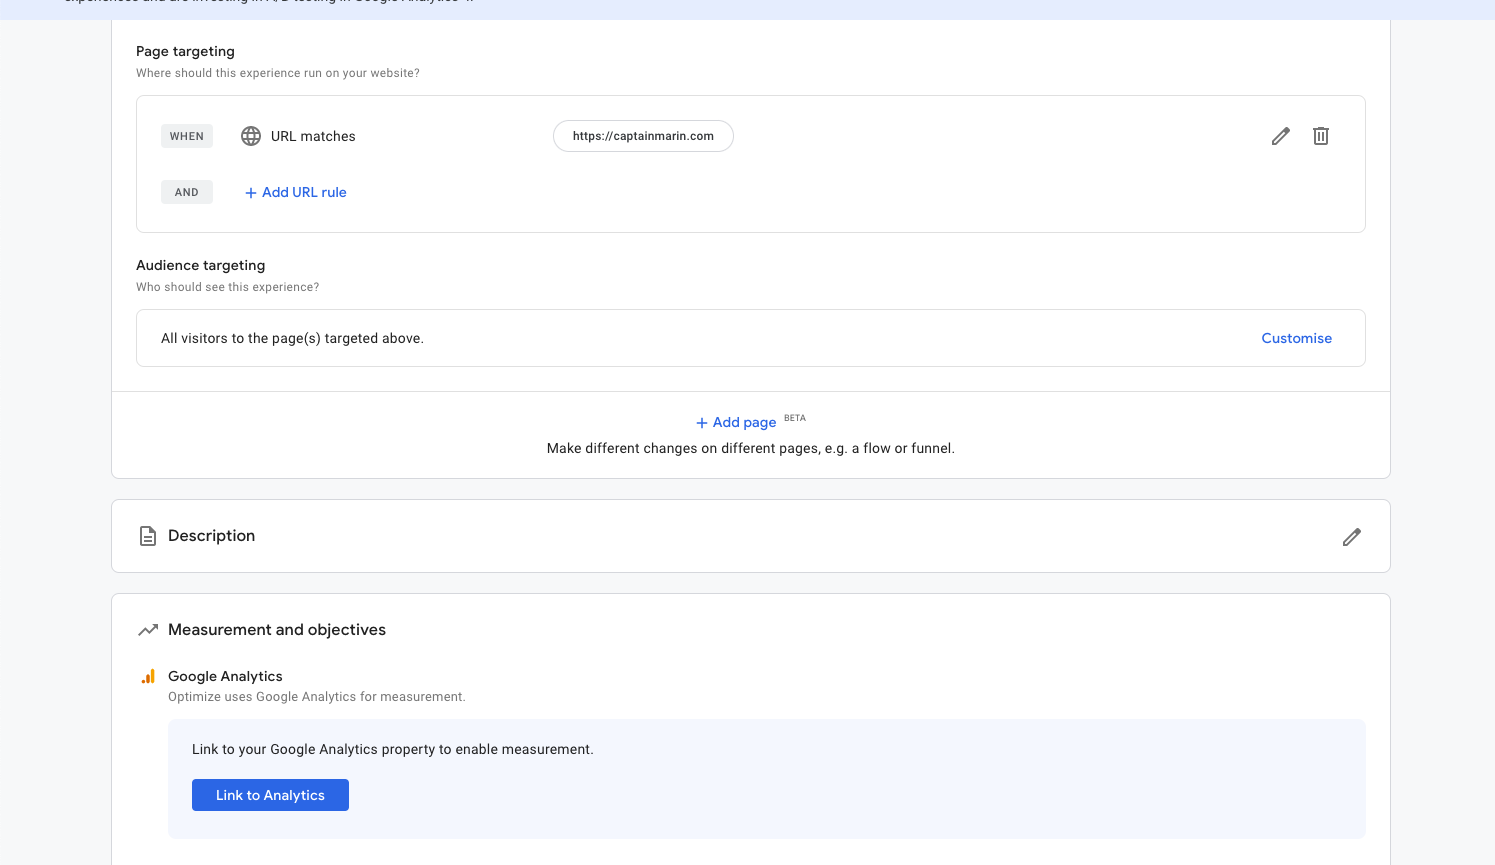 Page targeting
Where should this experience run on your website?
WHEN
URL matches
https://captainmarin.com
AND
+ Add URL rule
Audience targeting
Who should see this experience?
All visitors to the page(s) targeted above.
Customise
+ Add page BETA
Make different changes on different pages, e.g. a flow or funnel.
Description
Measurement and objectives
Google Analytics
Optimize uses Google Analytics for measurement.
Link to your Google Analytics property to enable measurement.
Link to Analytics